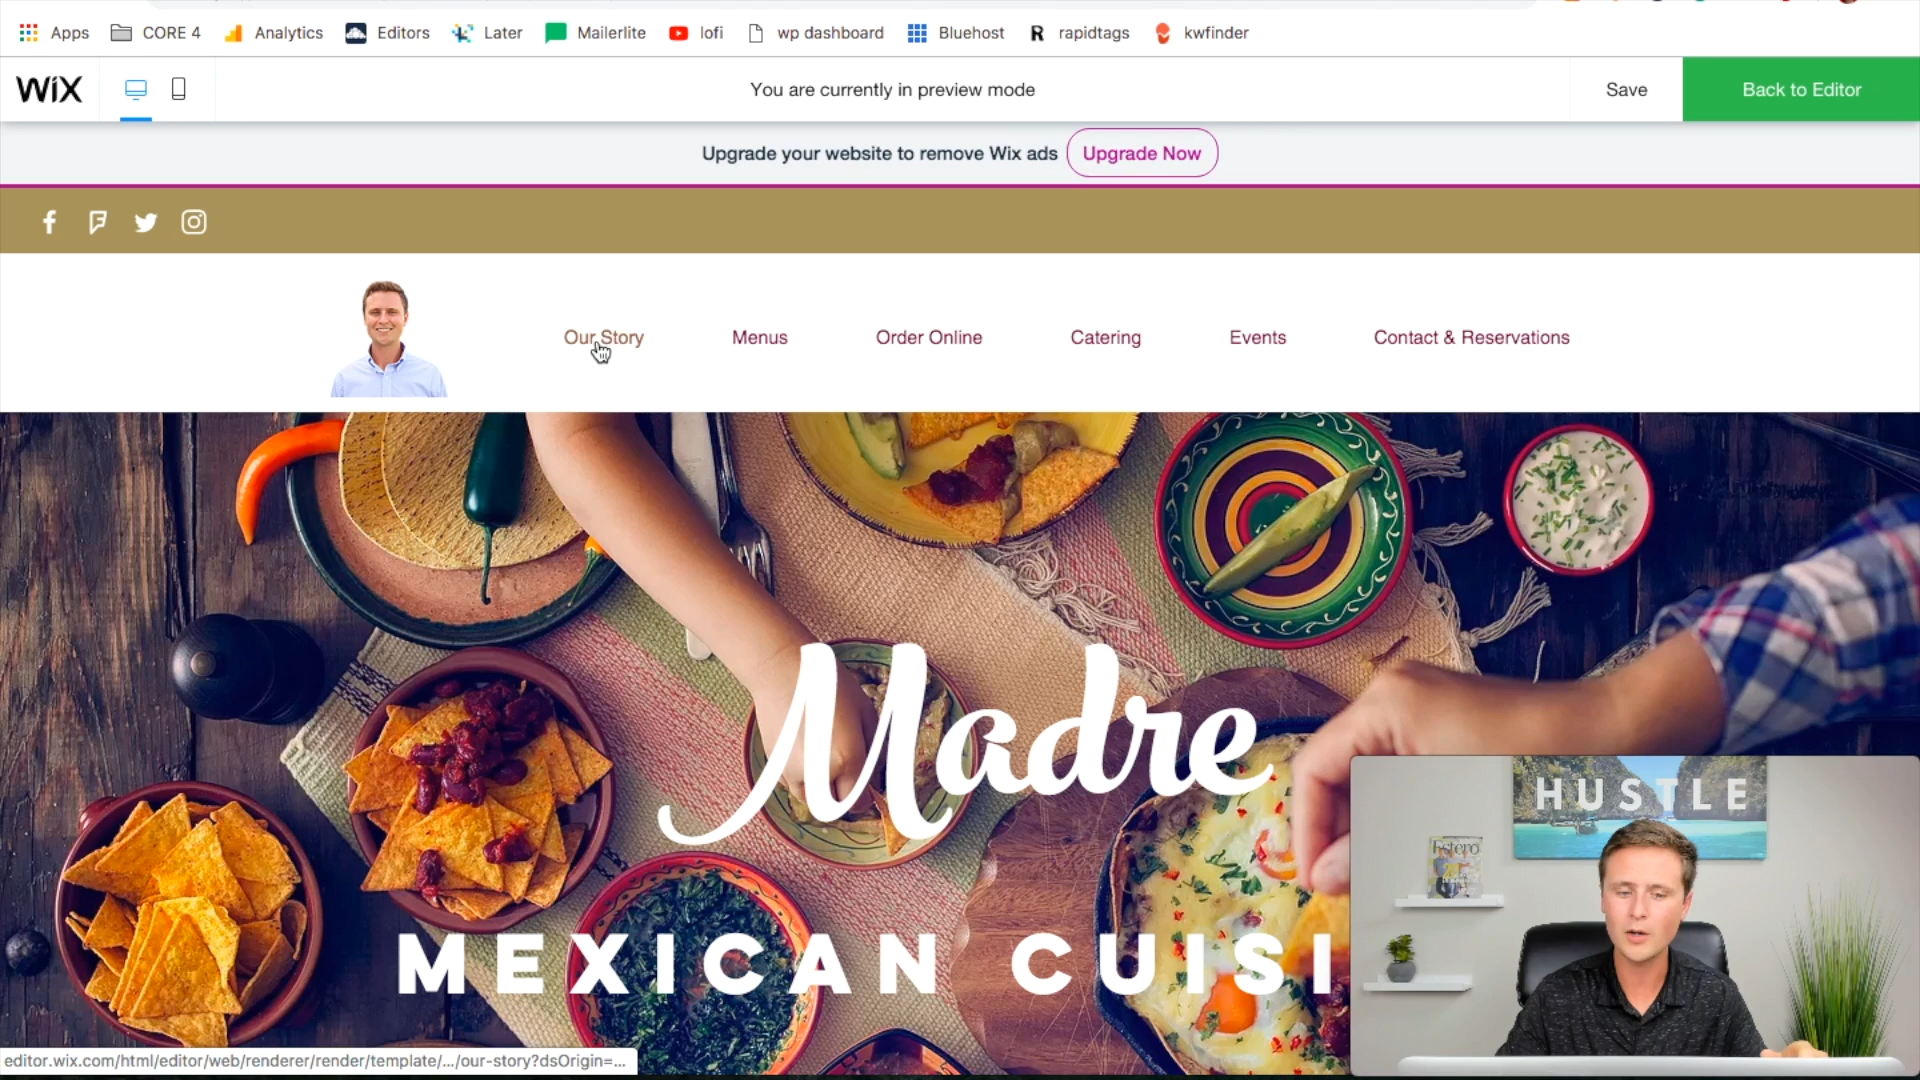 Apps CORE 4 Analytics Editors Later Mailerlite lofi wp dashboard Bluehost R rapidtags kwfinder
WiX You are currently in preview mode Save Back to Editor
Upgrade your website to remove Wix ads Upgrade Now
Our Story Menus Order Online Catering Events Contact & Reservations
Madre
MEXICAN CUISI
HUSTLE
Estero
editor.wix.com/html/editor/web/renderer/render/template/.../our-story?dsOrigin=...